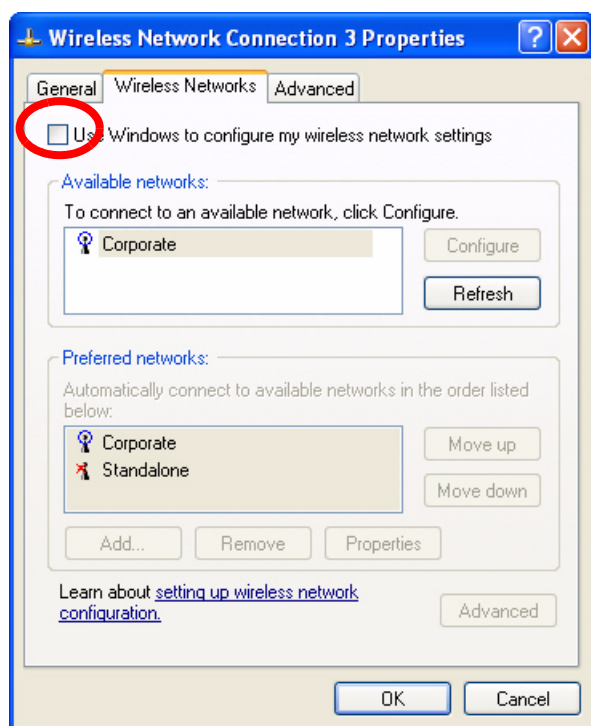 Wireless Network Connection 3 Properties
General Wireless Networks Advanced
Use Windows to configure my wireless network settings
Available networks:
To connect to an available network, click Configure.
Corporate
Configure
Refresh
Preferred networks:
Automatically connect to available networks in the order listed
below:
Corporate
Standalone
Move up
Move down
Add... Remove Properties
Learn about setting up wireless network
configuration.
Advanced
OK Cancel